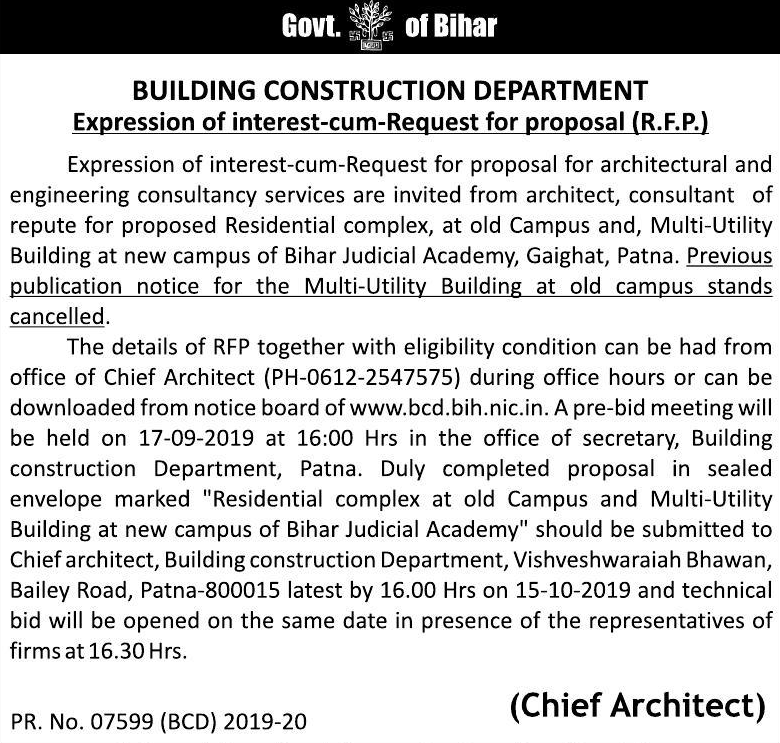 Govt. of Bihar
BUILDING CONSTRUCTION DEPARTMENT
Expression of interest-cum-Request for proposal (R.F.P.)
Expression of interest-cum-Request for proposal for architectural and
engineering consultancy services are invited from architect, consultant of
repute for proposed Residential complex, at old Campus and, Multi-Utility
Building at new campus of Bihar Judicial Academy, Gaighat, Patna. Previous
publication notice for the Multi-Utility Building at old campus stands
cancelled.
The details of RFP together with eligibility condition can be had from
office of Chief Architect (PH-0612-2547575) during office hours or can be
downloaded from notice board of www.bcd.bih.nic.in. A pre-bid meeting will
be held on 17-09-2019 at 16:00 Hrs in the office of secretary, Building
construction Department, Patna. Duly completed proposal in sealed
envelope marked "Residential complex at old Campus and Multi-Utility
Building at new campus of Bihar Judicial Academy" should be submitted to
Chief architect, Building construction Department, Vishveshwaraiah Bhawan,
Bailey Road, Patna-800015 latest by 16.00 Hrs on 15-10-2019 and technical
bid will be opened on the same date in presence of the representatives of
firms at 16.30 Hrs.
(Chief Architect)
PR. No. 07599 (BCD) 2019-20